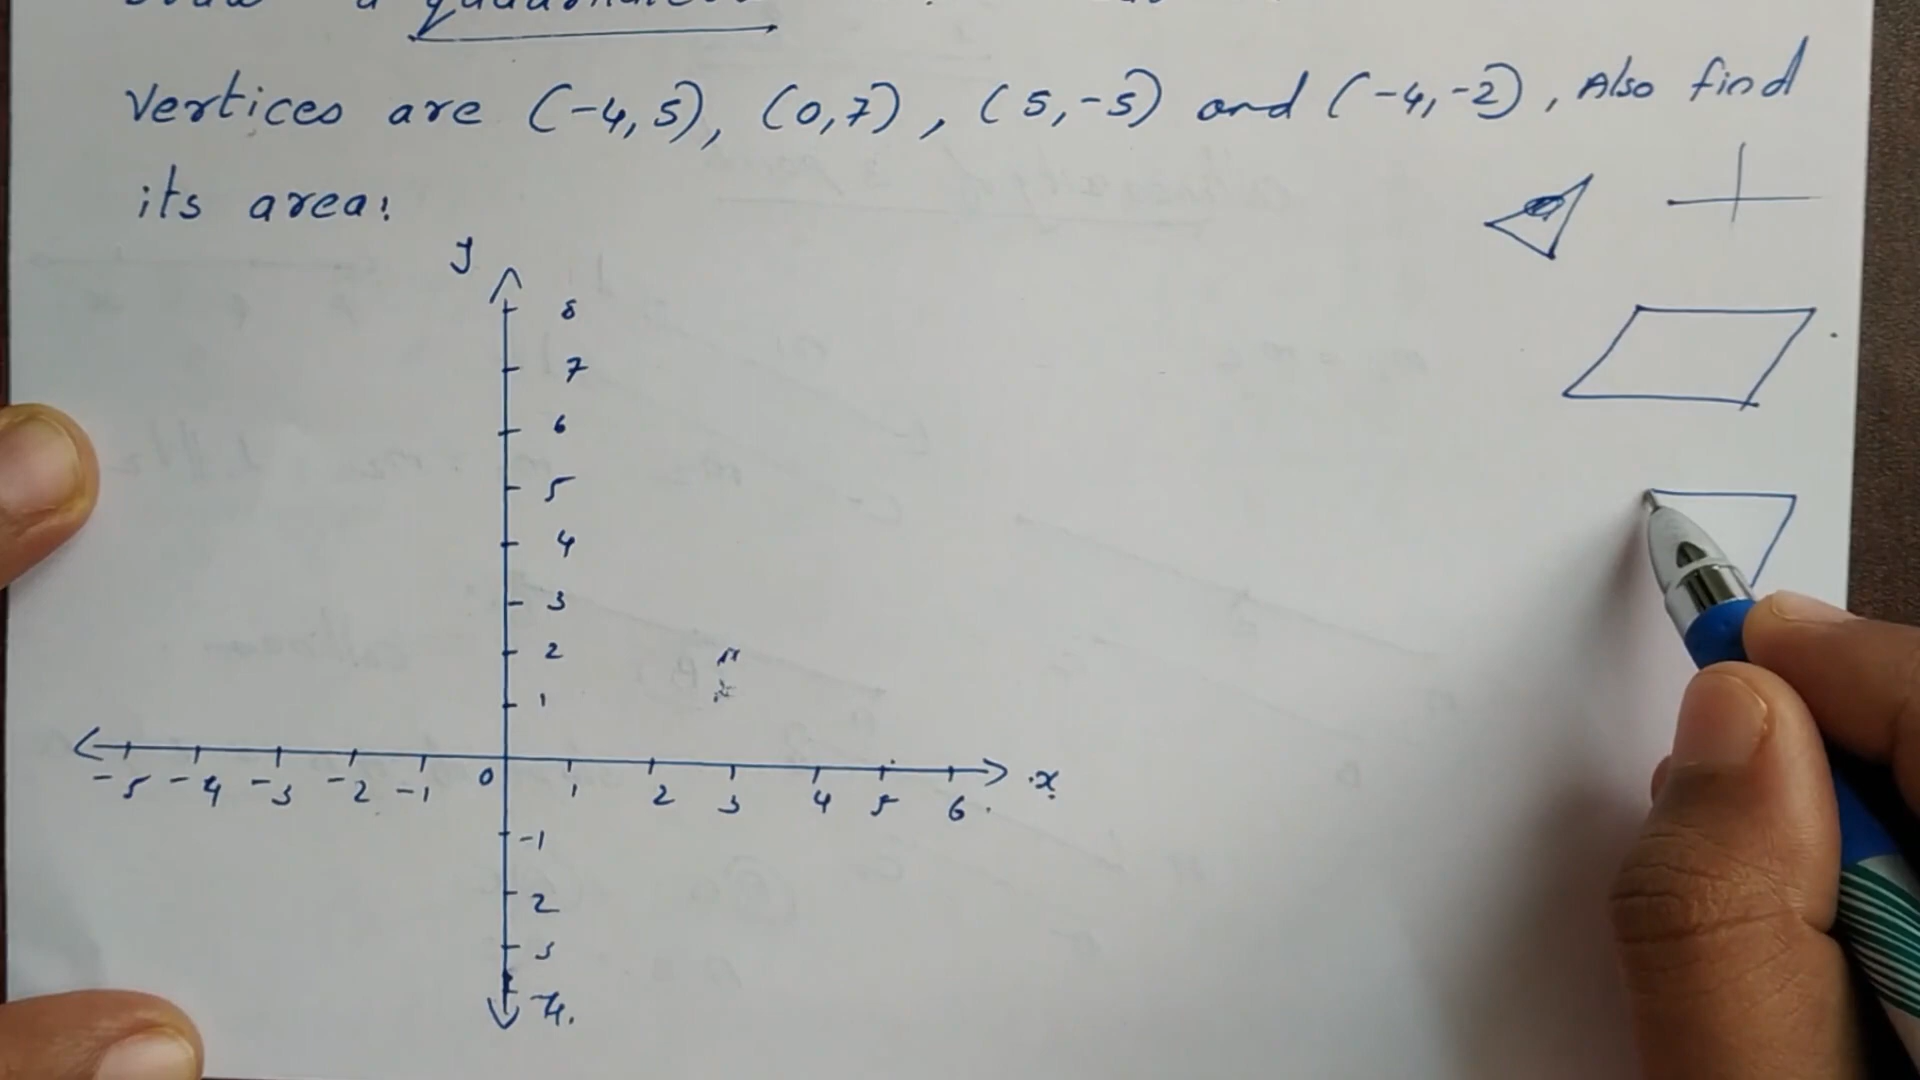 a quadrilateral
vertices are (-4,5), (0,7), (5,-5) and (-4,-2), Also find
its area:
y
8
7
6
5
4
3
2
1
-5 -4 -3 -2 -1 0 1 2 3 4 5 6 x
-1
2
3
-4